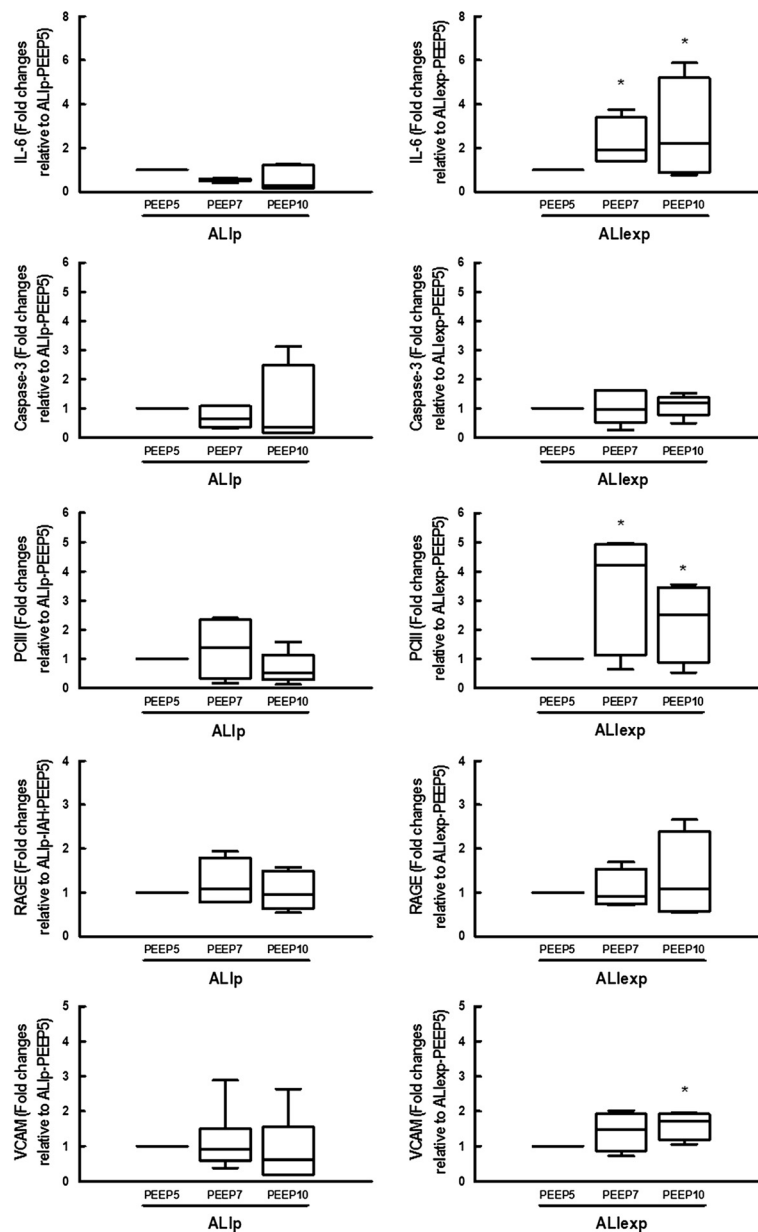 IL-6 (Fold changes
relative to ALIp-PEEP5)
8
6
4
2
0
PEEP5 PEEP7 PEEP10
ALIp
IL-6 (Fold changes
relative to ALIexp-PEEP5)
8
6
4
2
0
*
*
PEEP5 PEEP7 PEEP10
ALIexp
Caspase-3 (Fold changes
relative to ALIp-PEEP5)
6
5
4
3
2
1
0
PEEP5 PEEP7 PEEP10
ALIp
Caspase-3 (Fold changes
relative to ALIexp-PEEP5)
6
5
4
3
2
1
0
PEEP5 PEEP7 PEEP10
ALIexp
PCIII (Fold changes
relative to ALIp-PEEP5)
6
5
4
3
2
1
0
PEEP5 PEEP7 PEEP10
ALIp
PCIII (Fold changes
relative to ALIexp-PEEP5)
6
5
4
3
2
1
0
*
*
PEEP5 PEEP7 PEEP10
ALIexp
RAGE (Fold changes
relative to ALIp-IAH-PEEP5)
4
3
2
1
0
PEEP5 PEEP7 PEEP10
ALIp
RAGE (Fold changes
relative to ALIexp-PEEP5)
4
3
2
1
0
PEEP5 PEEP7 PEEP10
ALIexp
VCAM (Fold changes
relative to ALIp-PEEP5)
5
4
3
2
1
0
PEEP5 PEEP7 PEEP10
ALIp
VCAM (Fold changes
relative to ALIexp-PEEP5)
5
4
3
2
1
0
*
PEEP5 PEEP7 PEEP10
ALIexp